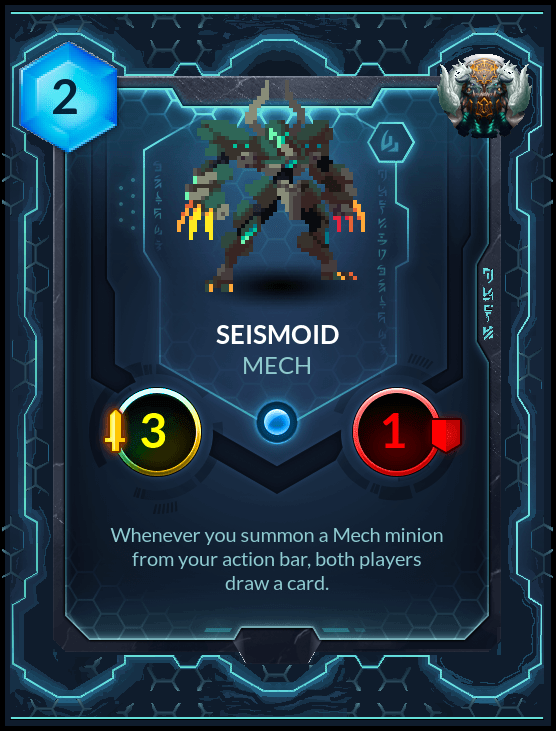 2
SEISMOID
MECH
3
1
Whenever you summon a Mech minion
from your action bar, both players
draw a card.